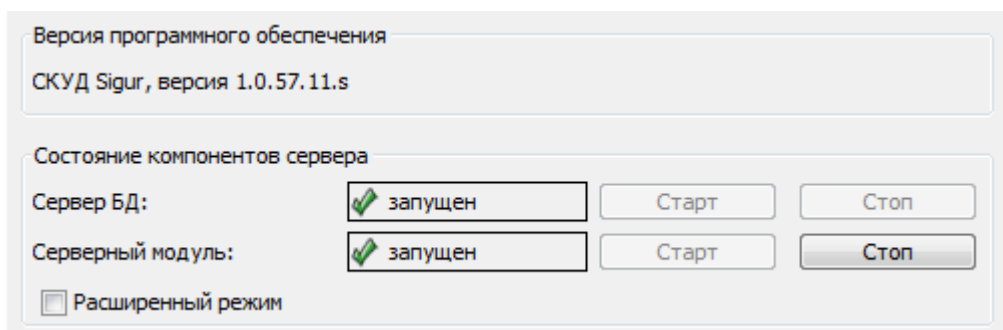 Версия программного обеспечения
СКУД Sigur, версия 1.0.57.11.s
Состояние компонентов сервера
Сервер БД: запущен Старт Стоп
Серверный модуль: запущен Старт Стоп
Расширенный режим